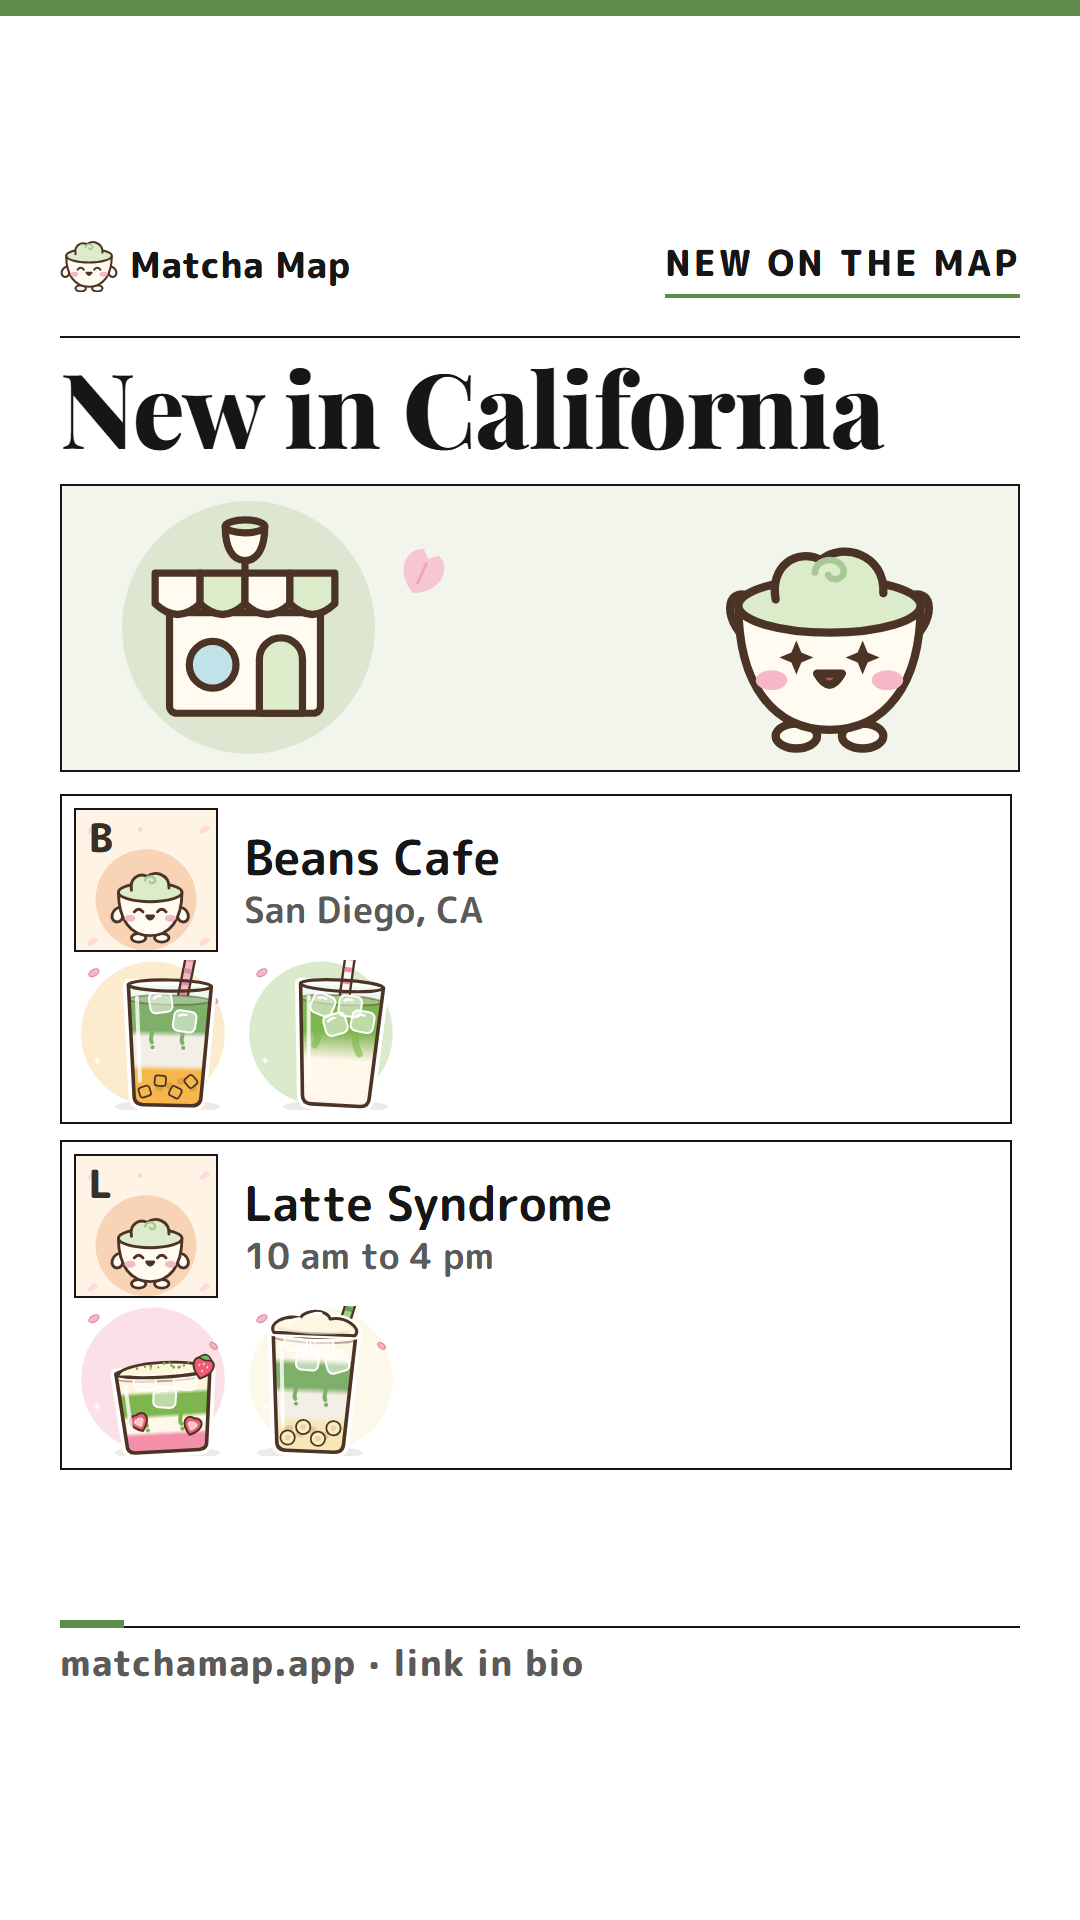 Matcha Map
NEW ON THE MAP
New in California
B
Beans Cafe
San Diego, CA
L
Latte Syndrome
10 am to 4 pm
matchamap.app · link in bio